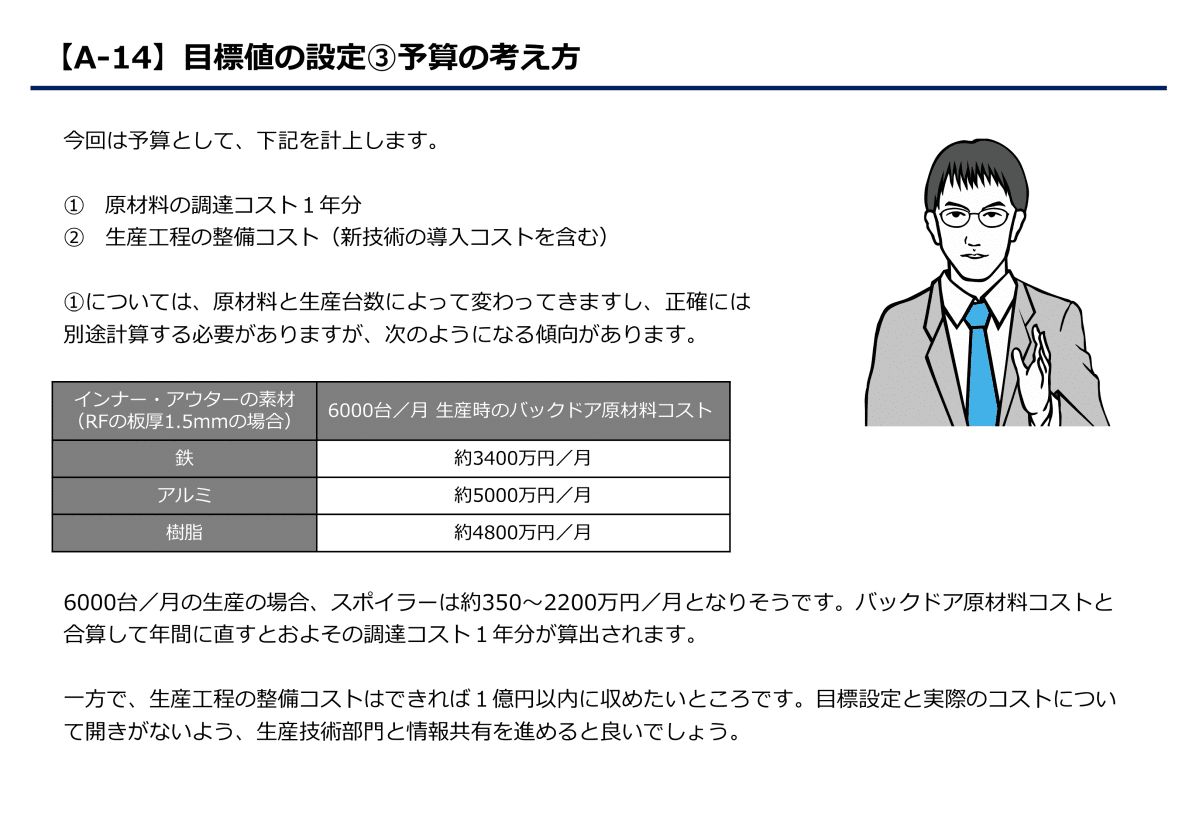 【A-14】目標値の設定③予算の考え方
今回は予算として、下記を計上します。
① 原材料の調達コスト１年分
② 生産工程の整備コスト（新技術の導入コストを含む）
①については、原材料と生産台数によって変わってきますし、正確には
別途計算する必要がありますが、次のようになる傾向があります。
インナー・アウターの素材
（RFの板厚1.5mmの場合）
6000台／月 生産時のバックドア原材料コスト
鉄
約3400万円／月
アルミ
約5000万円／月
樹脂
約4800万円／月
6000台／月の生産の場合、スポイラーは約350～2200万円／月となりそうです。バックドア原材料コストと
合算して年間に直すとおよその調達コスト１年分が算出されます。
一方で、生産工程の整備コストはできれば１億円以内に収めたいところです。目標設定と実際のコストについ
て開きがないよう、生産技術部門と情報共有を進めると良いでしょう。